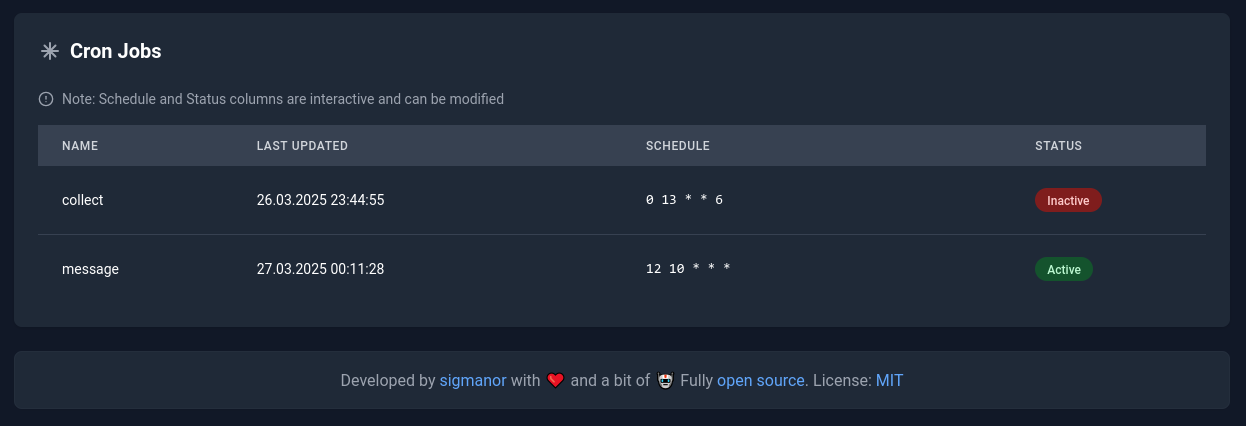 Cron Jobs
Note: Schedule and Status columns are interactive and can be modified
NAME LAST UPDATED SCHEDULE STATUS
collect 26.03.2025 23:44:55 0 13 * * 6 Inactive
message 27.03.2025 00:11:28 12 10 * * * Active
Developed by sigmanor with ❤️ and a bit of 🤖 Fully open source. License: MIT